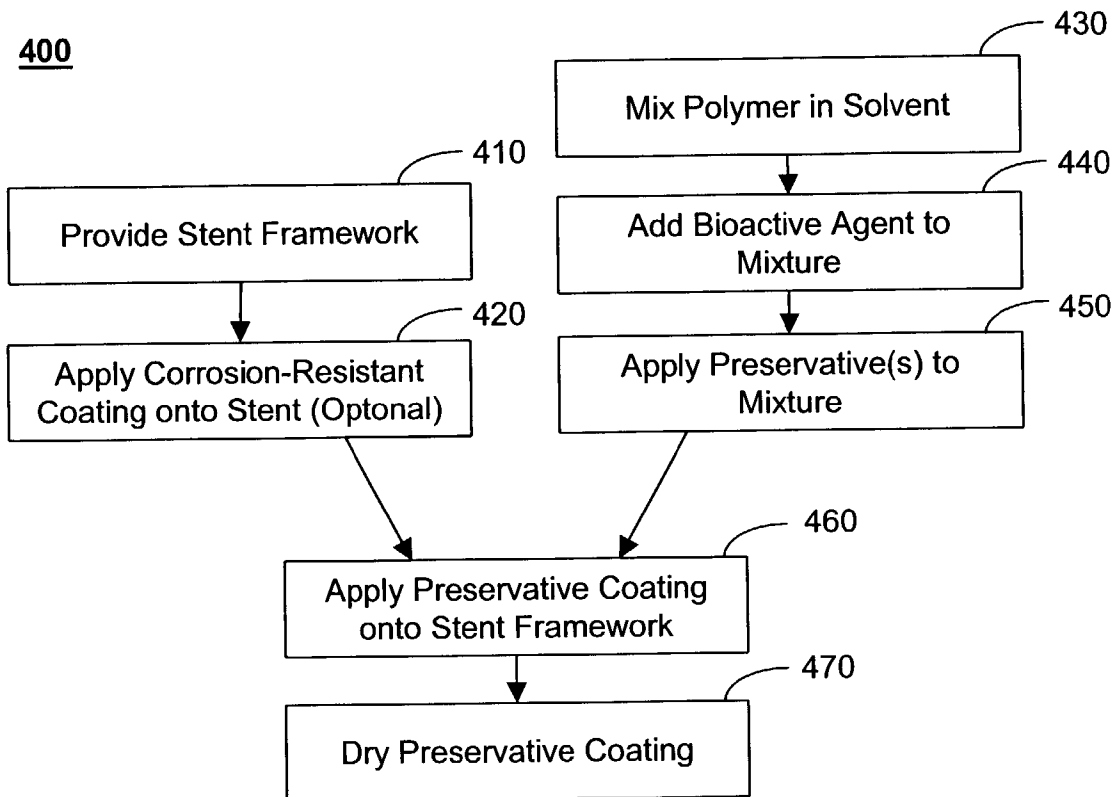 400
430
Mix Polymer in Solvent
410
Provide Stent Framework
440
Add Bioactive Agent to
Mixture
420
Apply Corrosion-Resistant
Coating onto Stent (Optonal)
450
Apply Preservative(s) to
Mixture
460
Apply Preservative Coating
onto Stent Framework
470
Dry Preservative Coating